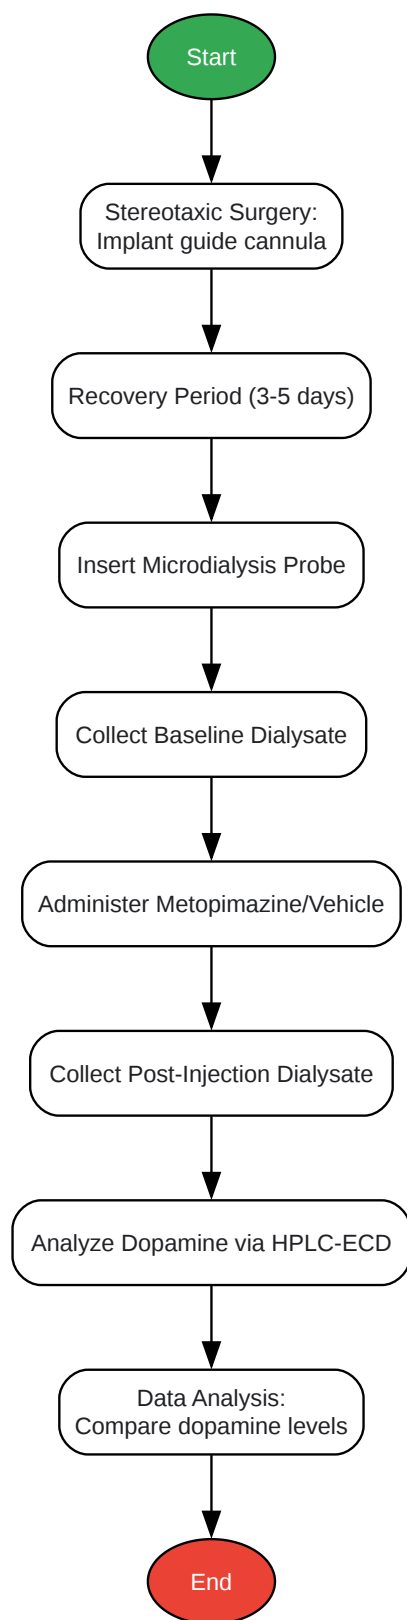 Start
Stereotaxic Surgery:
Implant guide cannula
Recovery Period (3-5 days)
Insert Microdialysis Probe
Collect Baseline Dialysate
Administer Metopimazine/Vehicle
Collect Post-Injection Dialysate
Analyze Dopamine via HPLC-ECD
Data Analysis:
Compare dopamine levels
End